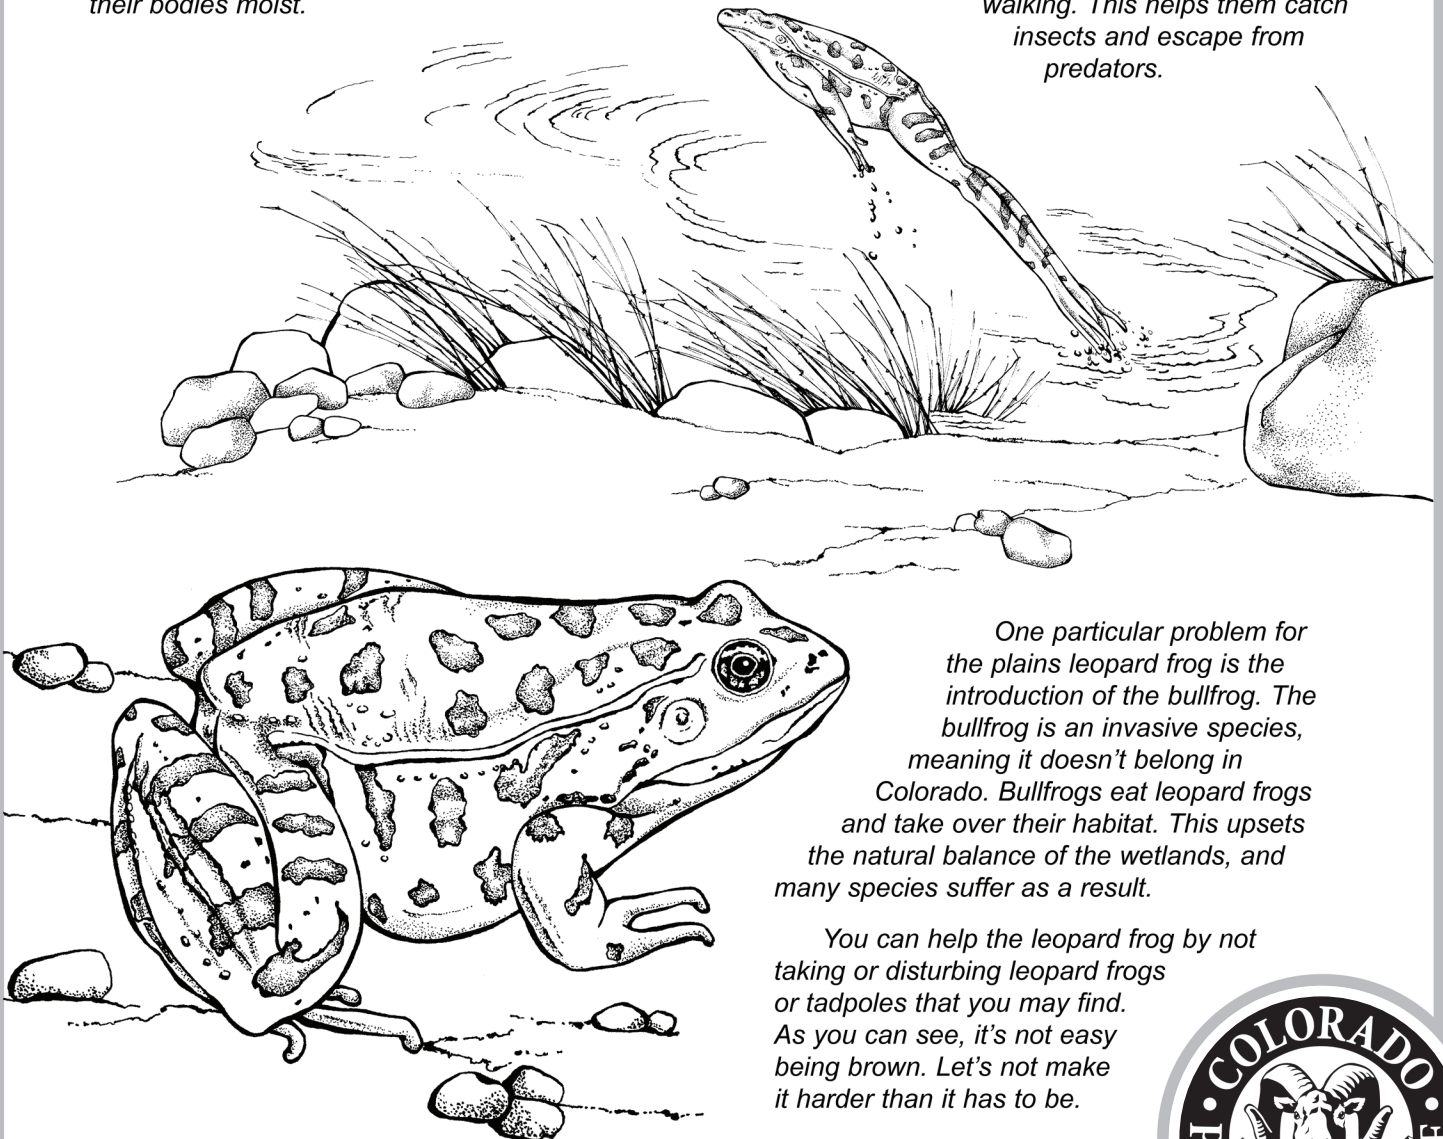 their bodies moist.
walking. This helps them catch
insects and escape from
predators.
One particular problem for
the plains leopard frog is the
introduction of the bullfrog. The
bullfrog is an invasive species,
meaning it doesn’t belong in
Colorado. Bullfrogs eat leopard frogs
and take over their habitat. This upsets
the natural balance of the wetlands, and
many species suffer as a result.
You can help the leopard frog by not
taking or disturbing leopard frogs
or tadpoles that you may find.
As you can see, it’s not easy
being brown. Let’s not make
it harder than it has to be.
• COLORADO •